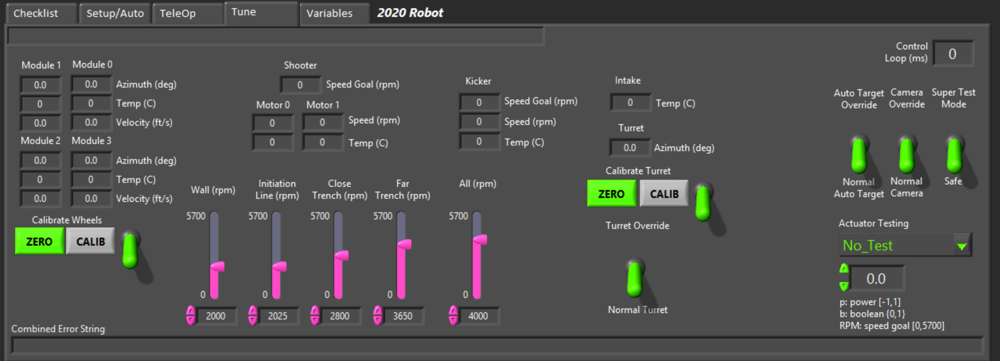 Checklist
Setup/Auto
TeleOp
Tune
Variables
2020 Robot
Control
Loop (ms)
0
Module 1
Module 0
0.0
0.0
Azimuth (deg)
0
0
Temp (C)
0.0
0.0
Velocity (ft/s)
Module 2
Module 3
0.0
0.0
Azimuth (deg)
0
0
Temp (C)
0.0
0.0
Velocity (ft/s)
Calibrate Wheels
ZERO
CALIB
Shooter
0
Speed Goal (rpm)
Motor 0
Motor 1
0
0
Speed (rpm)
0
0
Temp (C)
Kicker
0
Speed Goal (rpm)
0
Speed (rpm)
0
Temp (C)
Wall (rpm)
5700
0
2000
Initiation
Line (rpm)
5700
0
2025
Close
Trench (rpm)
5700
0
2800
Far
Trench (rpm)
5700
0
3650
All (rpm)
5700
0
4000
Intake
0
Temp (C)
Turret
0.0
Azimuth (deg)
Calibrate Turret
ZERO
CALIB
Turret Override
Normal Turret
Auto Target
Override
Camera
Override
Super Test
Mode
Normal
Auto Target
Normal
Camera
Safe
Actuator Testing
No_Test
0.0
p: power [-1,1]
b: boolean {0,1}
RPM: speed goal [0,5700]
Combined Error String